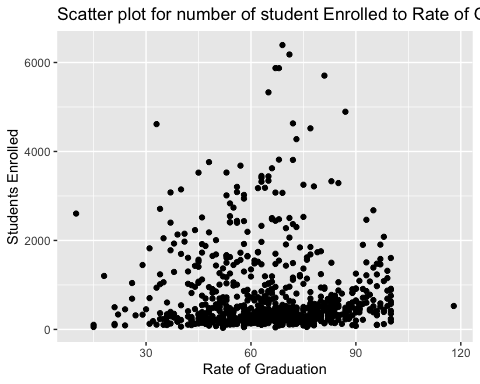 Scatter plot for number of student Enrolled to Rate of
6000
4000
2000
0
Students Enrolled
30
60
90
120
Rate of Graduation